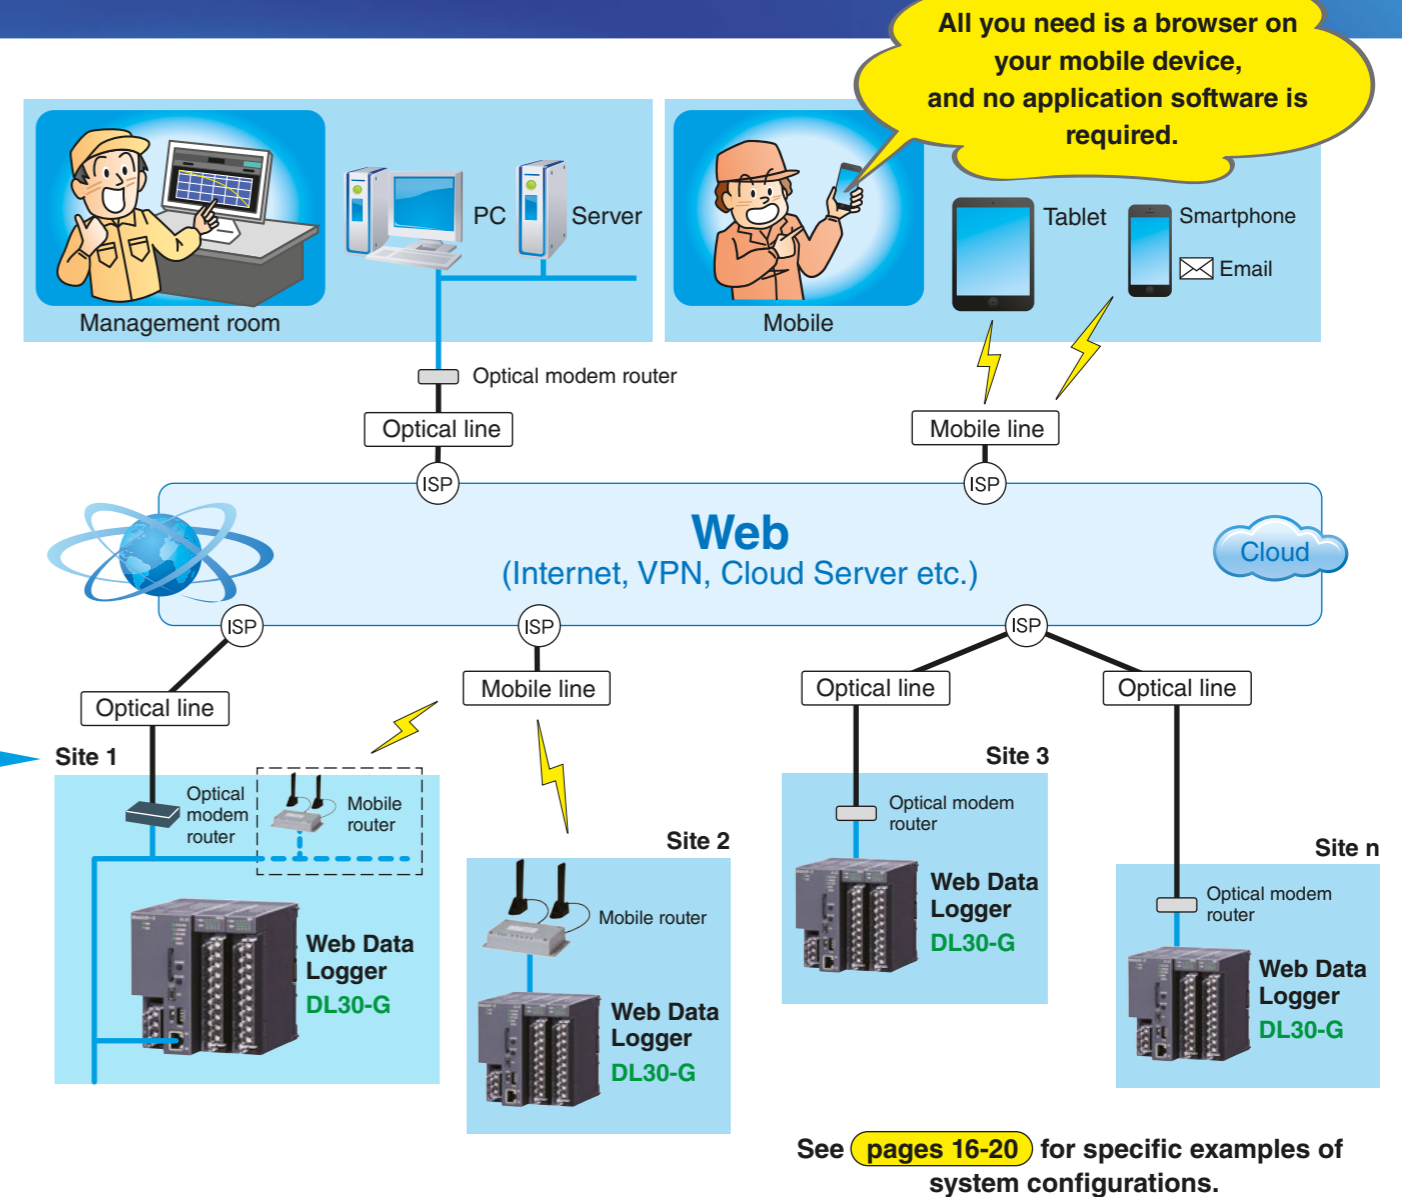 All you need is a browser on
your mobile device,
and no application software is
required.
PC
Server
Management room
Tablet
Smartphone
Email
Mobile
Optical modem router
Optical line
Mobile line
ISP
ISP
Web
(Internet, VPN, Cloud Server etc.)
Cloud
ISP
ISP
ISP
Optical line
Mobile line
Optical line
Optical line
Site 1
Optical
modem
router
Mobile
router
Web Data
Logger
DL30-G
Site 2
Mobile router
Web Data
Logger
DL30-G
Site 3
Optical modem
router
Web Data
Logger
DL30-G
Site n
Optical modem
router
Web Data
Logger
DL30-G
See pages 16-20 for specific examples of
system configurations.